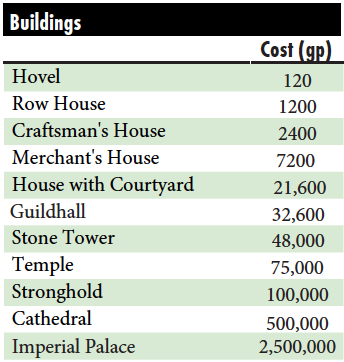 Buildings
Cost (gp)
Hovel 120
Row House 1200
Craftsman's House 2400
Merchant's House 7200
House with Courtyard 21,600
Guildhall 32,600
Stone Tower 48,000
Temple 75,000
Stronghold 100,000
Cathedral 500,000
Imperial Palace 2,500,000